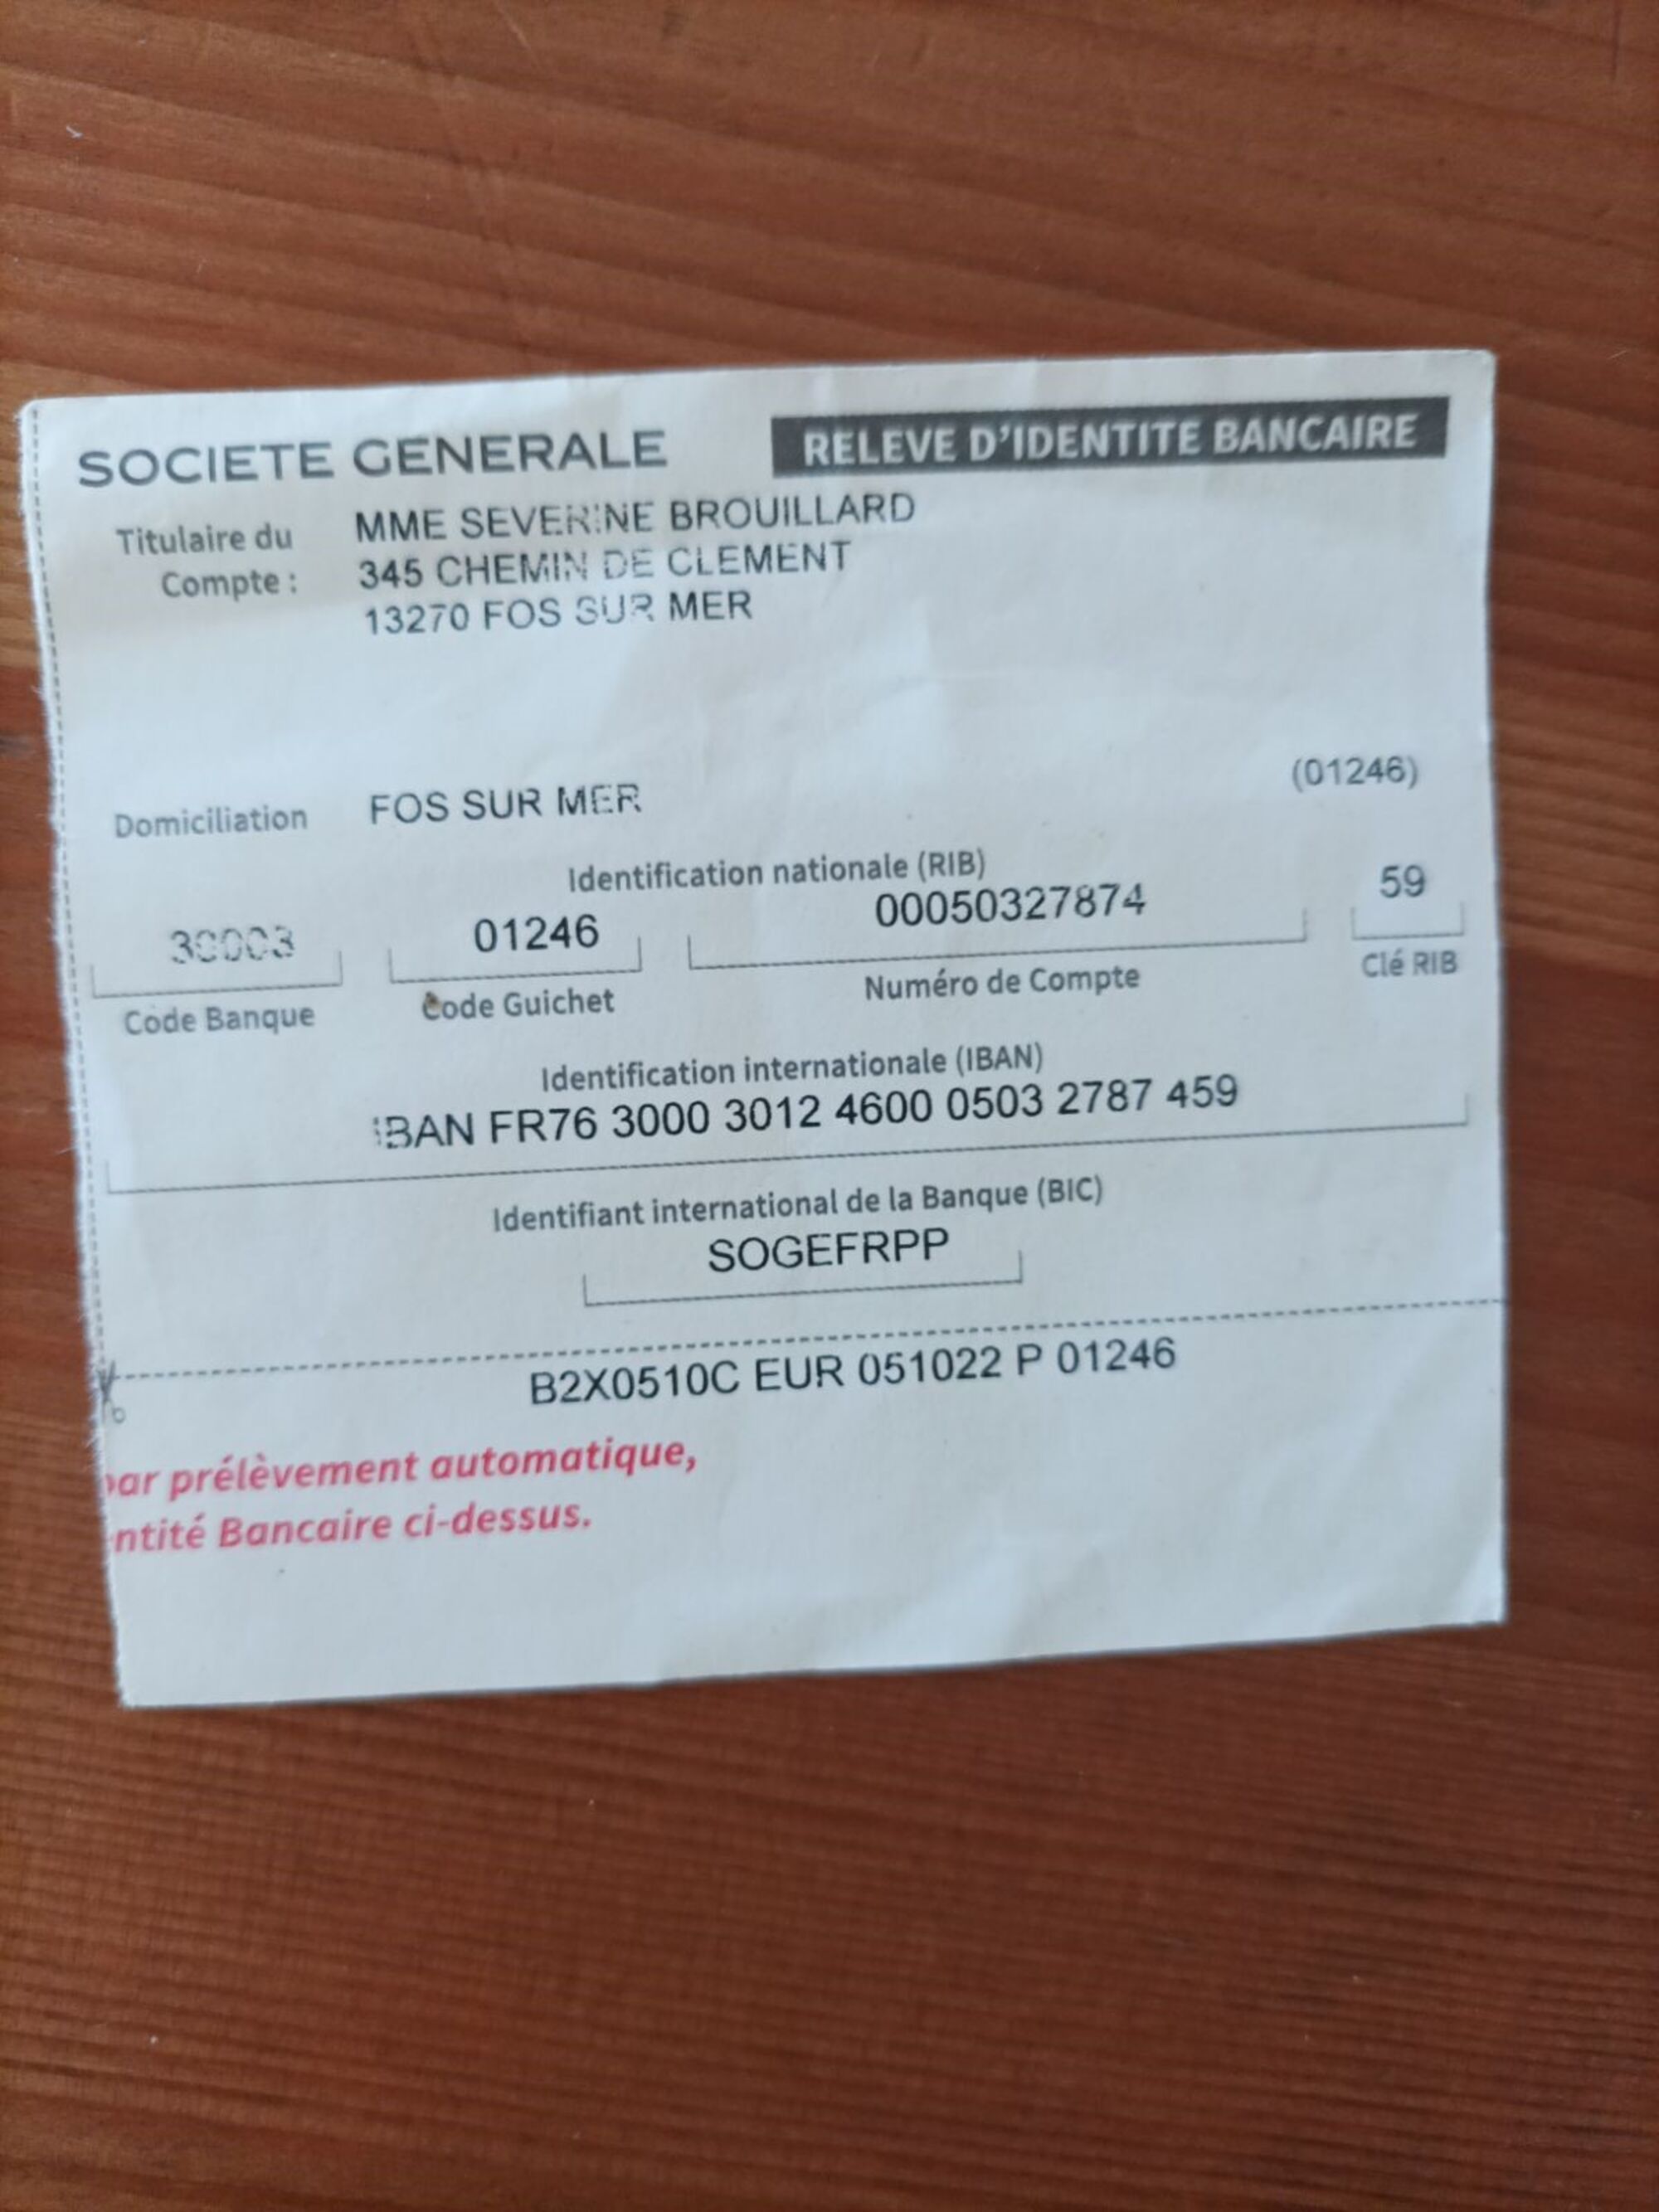 SOCIETE GENERALE
RELEVE D'IDENTITE BANCAIRE
Titulaire du Compte :
MME SEVERINE BROUILLARD
345 CHEMIN DE CLEMENT
13270 FOS SUR MER
Domiciliation FOS SUR MER (01246)
Identification nationale (RIB)
30003 01246 00050327874 59
Code Banque Code Guichet Numéro de Compte Clé RIB
Identification internationale (IBAN)
IBAN FR76 3000 3012 4600 0503 2787 459
Identifiant international de la Banque (BIC)
SOGEFRPP
B2X0510C EUR 051022 P 01246
par prélèvement automatique,
ntité Bancaire ci-dessus.